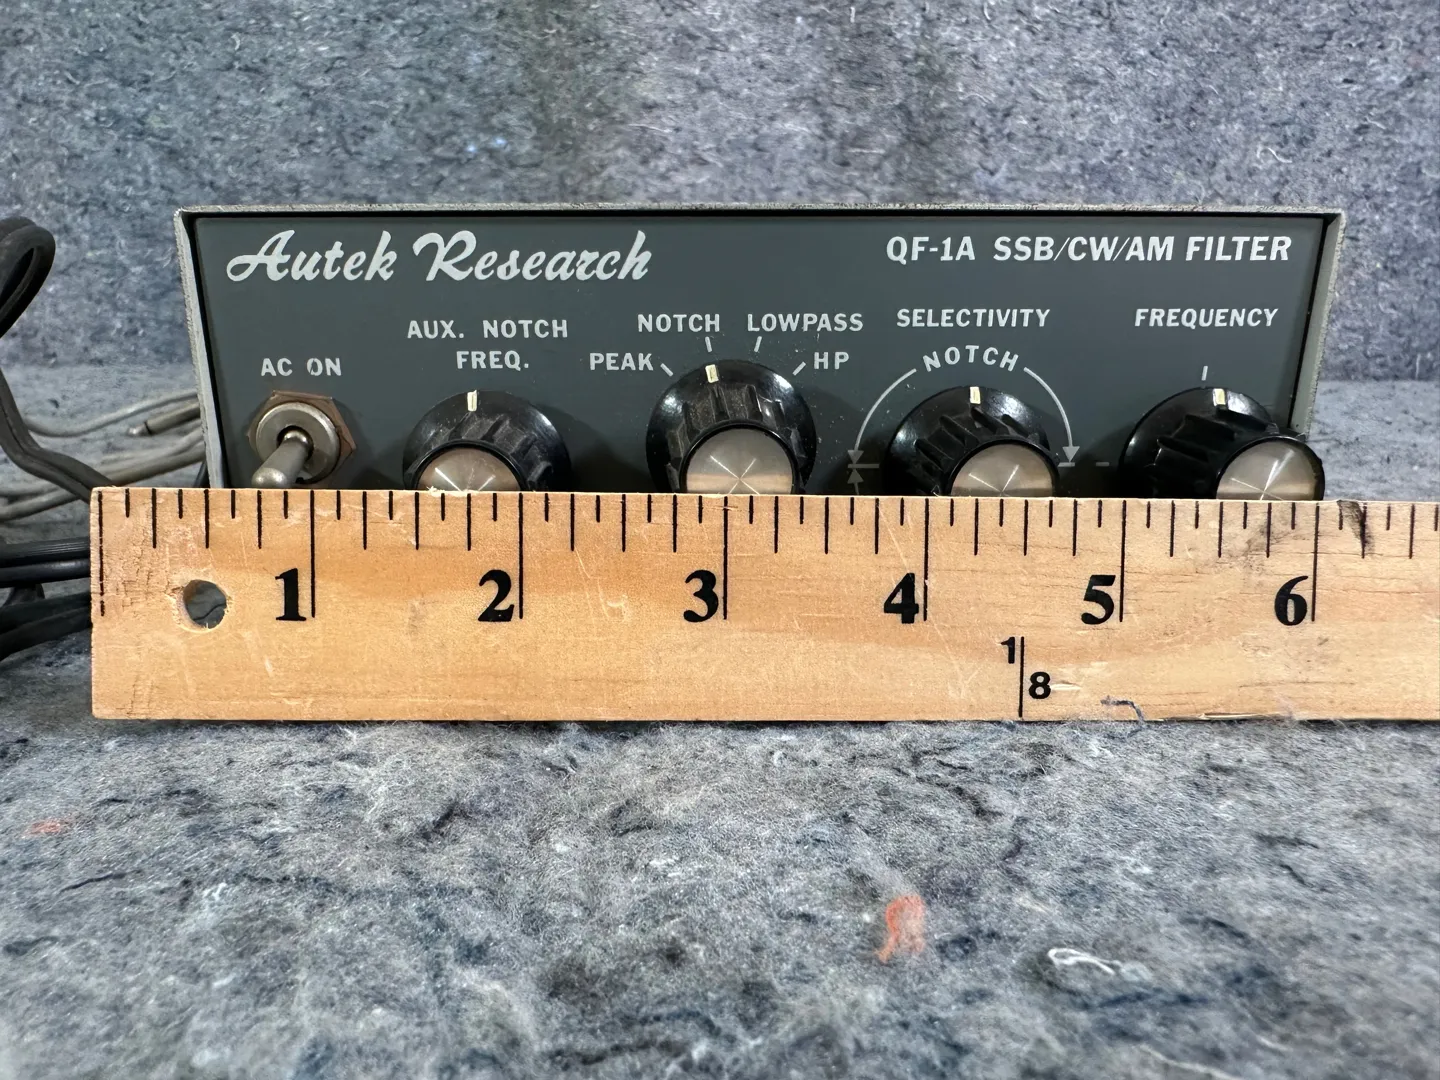 Autek Research
QF-1A SSB/CW/AM FILTER
AC ON
AUX. NOTCH
FREQ.
PEAK
NOTCH
LOWPASS
HP
SELECTIVITY
NOTCH
FREQUENCY
1 2 3 4 5 6
1
8